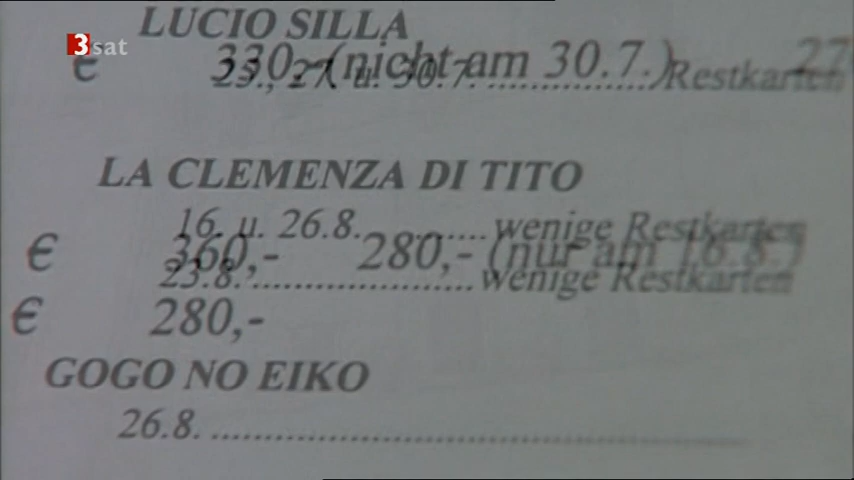 LUCIO SILLA
3sat
€ 330,- (nicht am 30.7.) 27
25., 27. u. 30.7. ................Restkarten
LA CLEMENZA DI TITO
16. u. 26.8. ........wenige Restkarten
€ 360,- 280,- (nur am 16.8.)
23.8. ......................wenige Restkarten
€ 280,-
GOGO NO EIKO
26.8. .....................................................